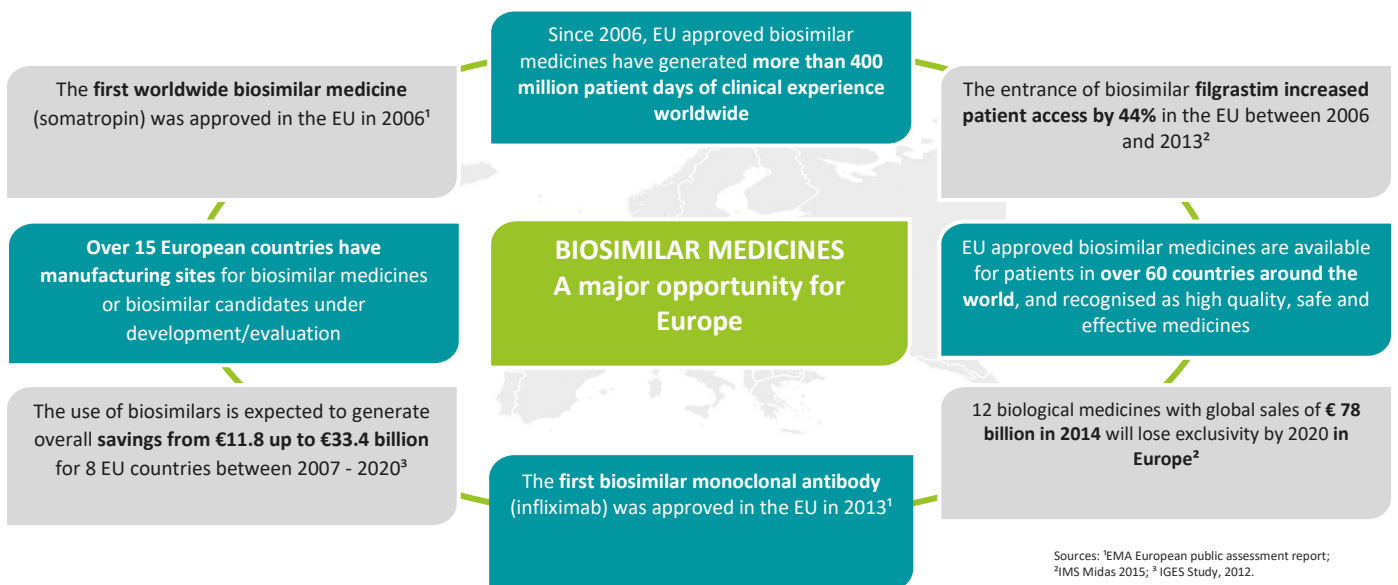 Since 2006, EU approved biosimilar
medicines have generated more than 400
million patient days of clinical experience
worldwide
The first worldwide biosimilar medicine
(somatropin) was approved in the EU in 2006¹
The entrance of biosimilar filgrastim increased
patient access by 44% in the EU between 2006
and 2013²
Over 15 European countries have
manufacturing sites for biosimilar medicines
or biosimilar candidates under
development/evaluation
BIOSIMILAR MEDICINES
A major opportunity for
Europe
EU approved biosimilar medicines are available
for patients in over 60 countries around the
world, and recognised as high quality, safe and
effective medicines
The use of biosimilars is expected to generate
overall savings from €11.8 up to €33.4 billion
for 8 EU countries between 2007 - 2020³
12 biological medicines with global sales of € 78
billion in 2014 will lose exclusivity by 2020 in
Europe²
The first biosimilar monoclonal antibody
(infliximab) was approved in the EU in 2013¹
Sources: ¹EMA European public assessment report;
²IMS Midas 2015; ³ IGES Study, 2012.